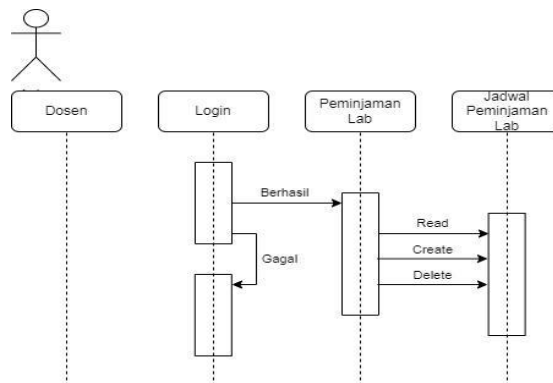 Dosen
Login
Peminjaman
Lab
Jadwal
Peminjaman
Lab
Berhasil
Gagal
Read
Create
Delete